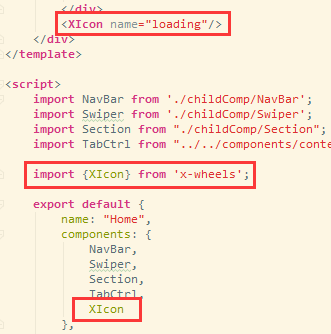 </div>
<XIcon name="loading"/>
</div>
</template>
<script>
import NavBar from './childComp/NavBar';
import Swiper from './childComp/Swiper';
import Section from "./childComp/Section";
import TabCtrl from "../../components/conte
import {XIcon} from 'x-wheels';
export default {
name: "Home",
components: {
NavBar,
Swiper,
Section,
TabCtrl,
XIcon
},